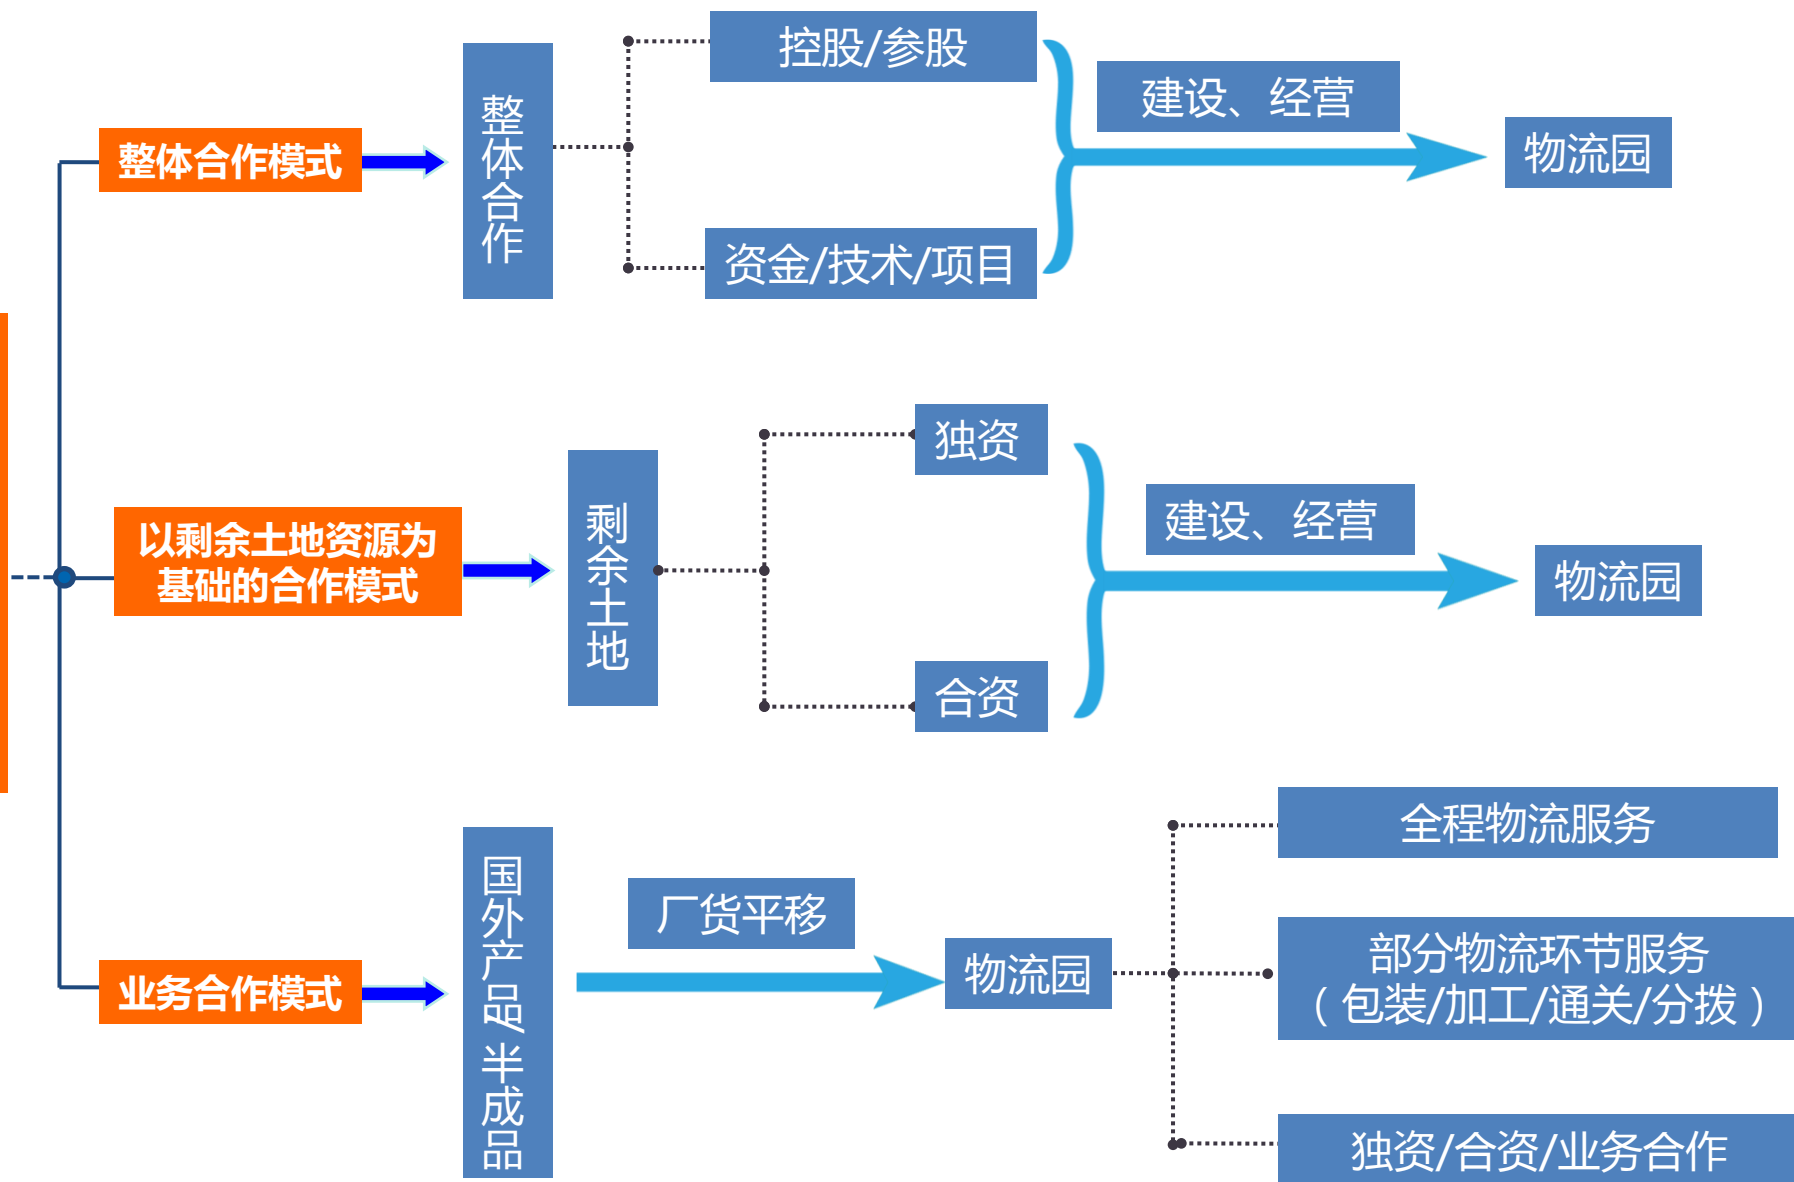 整体合作模式
整体合作
控股/参股
资金/技术/项目
建设、经营
物流园
以剩余土地资源为
基础的合作模式
剩余土地
独资
合资
建设、经营
物流园
业务合作模式
国外产品/半成品
厂货平移
物流园
全程物流服务
部分物流环节服务
（包装/加工/通关/分拨）
独资/合资/业务合作